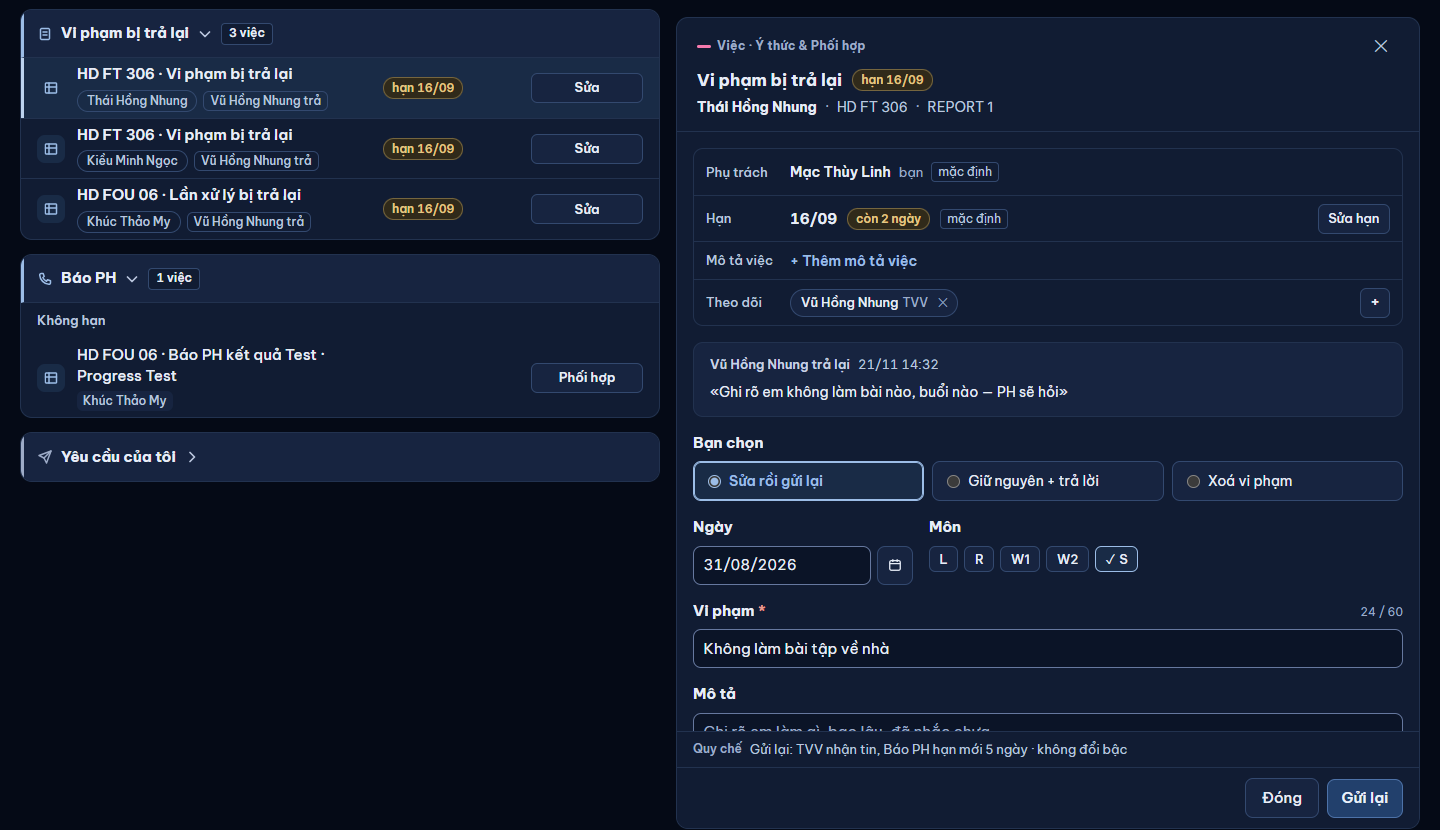 Vi phạm bị trả lại 3 việc
HD FT 306 · Vi phạm bị trả lại
Thái Hồng Nhung Vũ Hồng Nhung trả
hạn 16/09
Sửa
HD FT 306 · Vi phạm bị trả lại
Kiều Minh Ngọc Vũ Hồng Nhung trả
hạn 16/09
Sửa
HD FOU 06 · Lần xử lý bị trả lại
Khúc Thảo My Vũ Hồng Nhung trả
hạn 16/09
Sửa
Báo PH 1 việc
Không hạn
HD FOU 06 · Báo PH kết quả Test ·
Progress Test
Khúc Thảo My
Phối hợp
Yêu cầu của tôi
Việc · Ý thức & Phối hợp
Vi phạm bị trả lại hạn 16/09
Thái Hồng Nhung · HD FT 306 · REPORT 1
Phụ trách Mạc Thùy Linh bạn mặc định
Hạn 16/09 còn 2 ngày mặc định Sửa hạn
Mô tả việc + Thêm mô tả việc
Theo dõi Vũ Hồng Nhung TVV +
Vũ Hồng Nhung trả lại 21/11 14:32
«Ghi rõ em không làm bài nào, buổi nào — PH sẽ hỏi»
Bạn chọn
Sửa rồi gửi lại Giữ nguyên + trả lời Xoá vi phạm
Ngày Môn
31/08/2026 L R W1 W2 ✓ S
Vi phạm * 24 / 60
Không làm bài tập về nhà
Mô tả
Ghi rõ em làm gì, bao lâu, đã nhắc chưa
Quy chế Gửi lại: TVV nhận tin, Báo PH hạn mới 5 ngày · không đổi bậc
Đóng Gửi lại